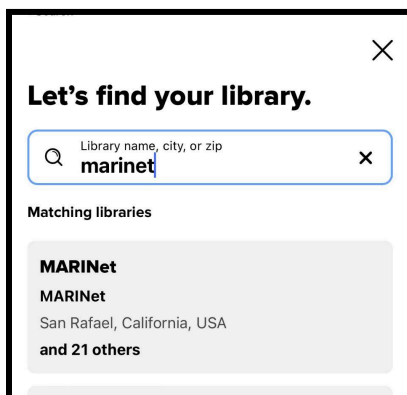 Let’s find your library.
Library name, city, or zip
marinet
Matching libraries
MARINet
MARINet
San Rafael, California, USA
and 21 others